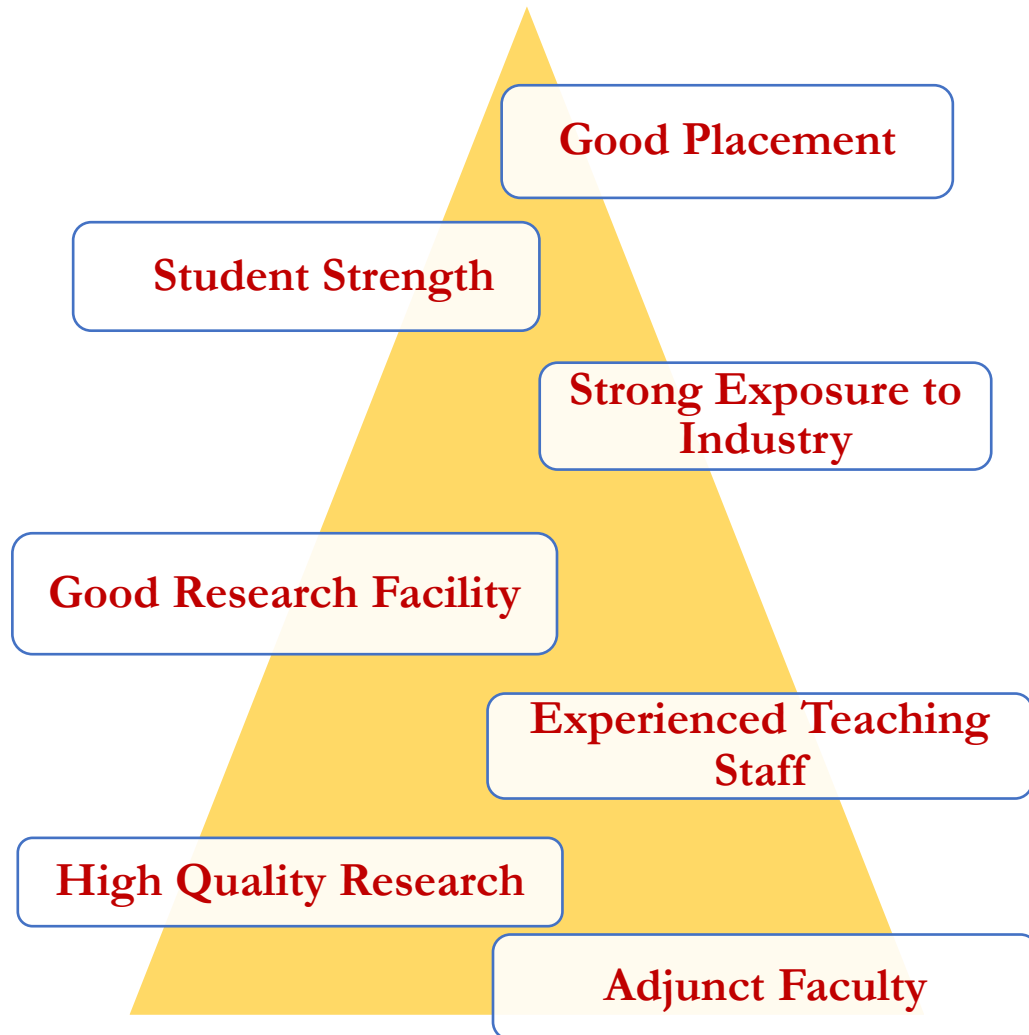 Good Placement
Student Strength
Strong Exposure to
Industry
Good Research Facility
Experienced Teaching
Staff
High Quality Research
Adjunct Faculty